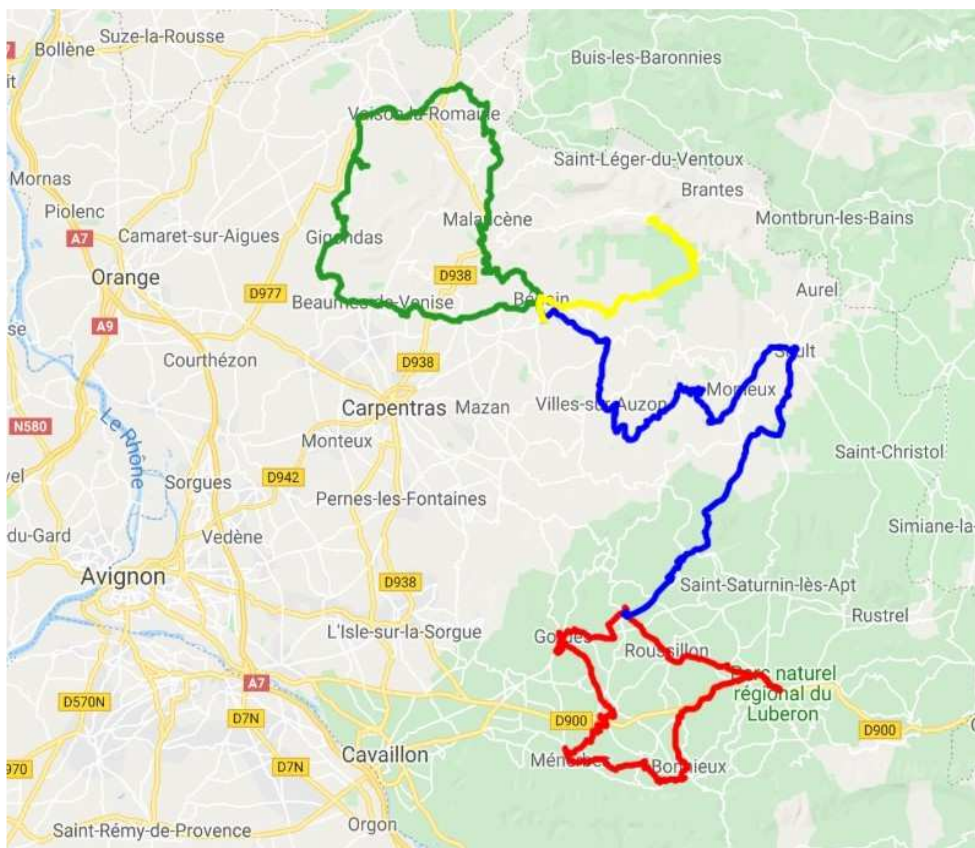 Suze-la-Rousse
Bollène
Buis-les-Baronnies
Vaison-la-Romaine
Saint-Léger-du-Ventoux
Mornas
Brantes
Piolenc
Malaucène
Montbrun-les-Bains
A7
Camaret-sur-Aigues
Gigondas
Orange
D938
Aurel
D977
Beaumes-de-Venise
Bédoin
A9
Courthézon
Sault
D938
Monieux
Carpentras
Mazan
Villes-sur-Auzon
N580
Monteux
Le Rhône
Saint-Christol
D942
Sorgues
Pernes-les-Fontaines
du-Gard
Vedène
Simiane-la-
Avignon
D938
Saint-Saturnin-lès-Apt
Rustrel
L'Isle-sur-la-Sorgue
Gordes
Roussillon
Parc naturel
régional du
Luberon
A7
D570N
D7N
D900
D900
Cavaillon
Ménerbes
Bonnieux
970
D7N
Orgon
Saint-Rémy-de-Provence